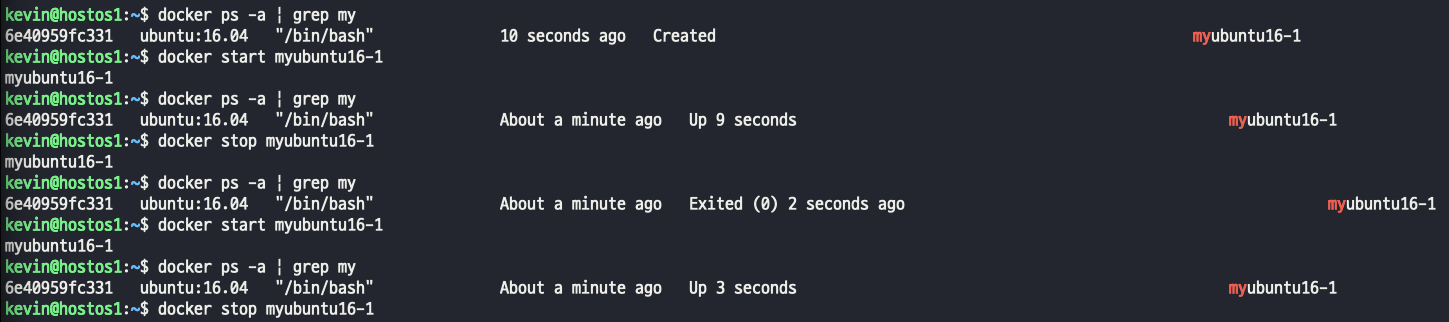 kevin@hostos1:~$ docker ps -a | grep my
6e40959fc331   ubuntu:16.04   "/bin/bash"              10 seconds ago   Created                                                     myubuntu16-1
kevin@hostos1:~$ docker start myubuntu16-1
myubuntu16-1
kevin@hostos1:~$ docker ps -a | grep my
6e40959fc331   ubuntu:16.04   "/bin/bash"              About a minute ago   Up 9 seconds                                                myubuntu16-1
kevin@hostos1:~$ docker stop myubuntu16-1
myubuntu16-1
kevin@hostos1:~$ docker ps -a | grep my
6e40959fc331   ubuntu:16.04   "/bin/bash"              About a minute ago   Exited (0) 2 seconds ago                                               myubuntu16-1
kevin@hostos1:~$ docker start myubuntu16-1
myubuntu16-1
kevin@hostos1:~$ docker ps -a | grep my
6e40959fc331   ubuntu:16.04   "/bin/bash"              About a minute ago   Up 3 seconds                                                myubuntu16-1
kevin@hostos1:~$ docker stop myubuntu16-1